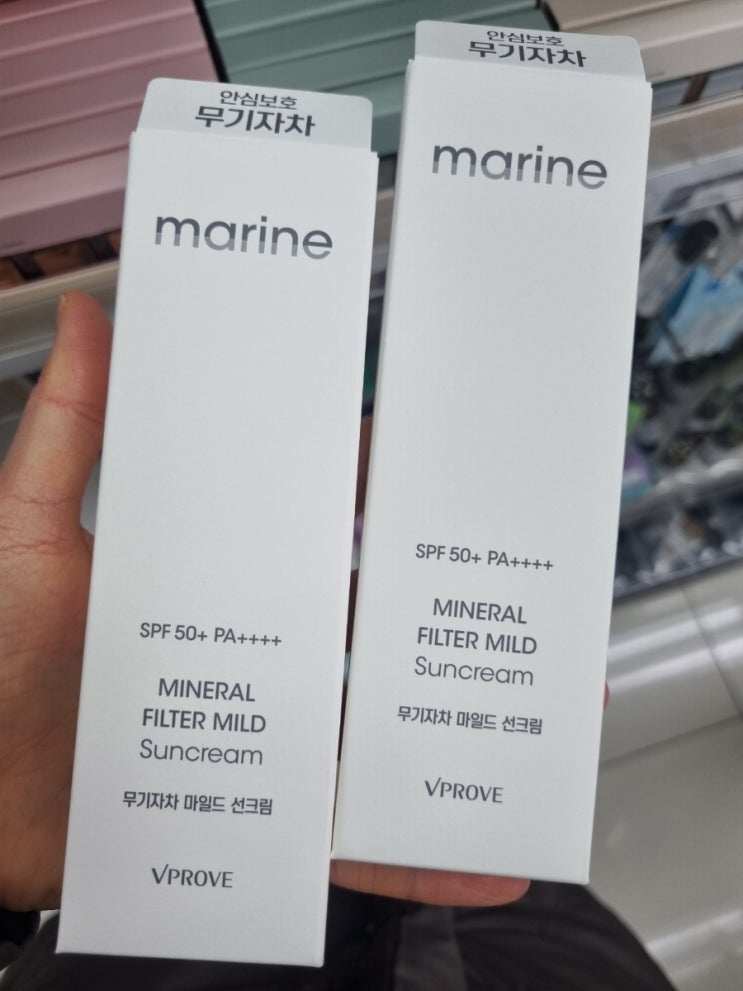 안심보호
무기자차
marine
SPF 50+ PA++++
MINERAL
FILTER MILD
Suncream
무기자차 마일드 선크림
VPROVE
안심보호
무기자차
marine
SPF 50+ PA++++
MINERAL
FILTER MILD
Suncream
무기자차 마일드 선크림
VPROVE